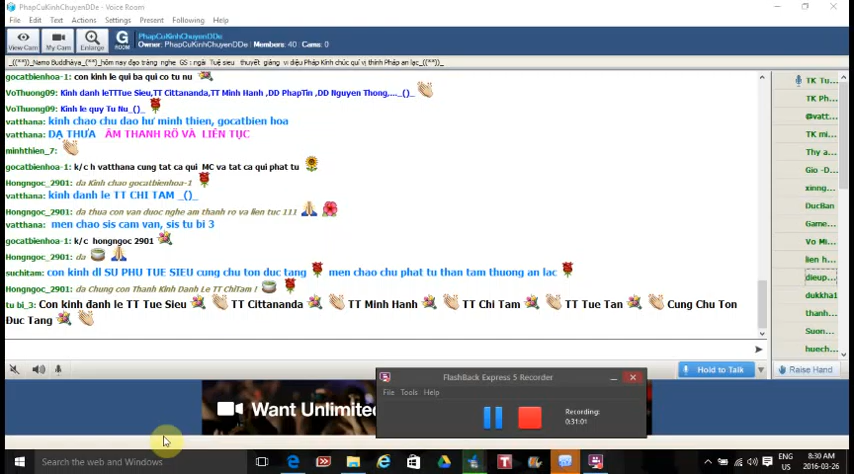 PhapCuKinhChuyenDDe - Voice Room
File Edit Text Actions Settings Present Following Help
PhapCuKinhChuyenDDe
Owner: PhapCuKinhChuyenDDe / Members: 40 Cams: 0
View Cam My Cam Enlarge G ROOM
_((**)_Namo Buddhàya_(**)_hôm nay đạo tràng nghe GS : ngài Tuệ siêu thuyết giảng vi diệu Pháp Kính chúc quí vị thính Pháp an lạc_((**))_
gocatbienhoa-1: con kinh le qui ba qui co tu nu
VoThuong09: Kinh danh leTTTue Sieu,TT Cittananda,TT Minh Hanh ,DD PhapTin ,DD Nguyen Thong,..._()_
VoThuong09: Kinh le quy Tu Nu_()_
vatthana: kinh chao chu dao hư minh thien, gocatbien hoa
vatthana: DẠ THƯA ÂM THANH RÕ VÀ LIÊN TỤC
minhthien_7:
gocatbienhoa-1: k/c h vatthana cung tat ca qui MC va tat ca qui phat tu
Hongngoc_2901: da Kinh chao gocatbienhoa-1
vatthana: kinh danh le TT CHI TAM _()_
Hongngoc_2901: da thua con van duoc nghe am thanh ro va lien tuc 111
vatthana: men chao sis cam van, sis tu bi 3
gocatbienhoa-1: k/c hongngoc 2901
Hongngoc_2901: da
suchitam: con kinh dl SU PHU TUE SIEU cung chu ton duc tang men chao chu phat tu than tam thuong an lac
Hongngoc_2901: da Chung con Thanh Kinh Danh Le TT ChiTam !
tu bi_3: Con kinh đanh le TT Tue Sieu TT Cittananda TT Minh Hanh TT Chi Tam TT Tue Tan Cung Chu Ton
Đuc Tang
TK Tu...
TK Ph...
@vatt...
TK mi...
Thy a...
Gio -D...
xinng...
DucBan
Game...
Vo Mi...
lien h...
dieup...
dukkha1
thanh...
Suon...
huech...
Hold to Talk
Raise Hand
Want Unlimited
FlashBack Express 5 Recorder
File Tools Help
Recording:
0:31:01
Search the web and Windows
ENG
US
8:30 AM
2016-03-26